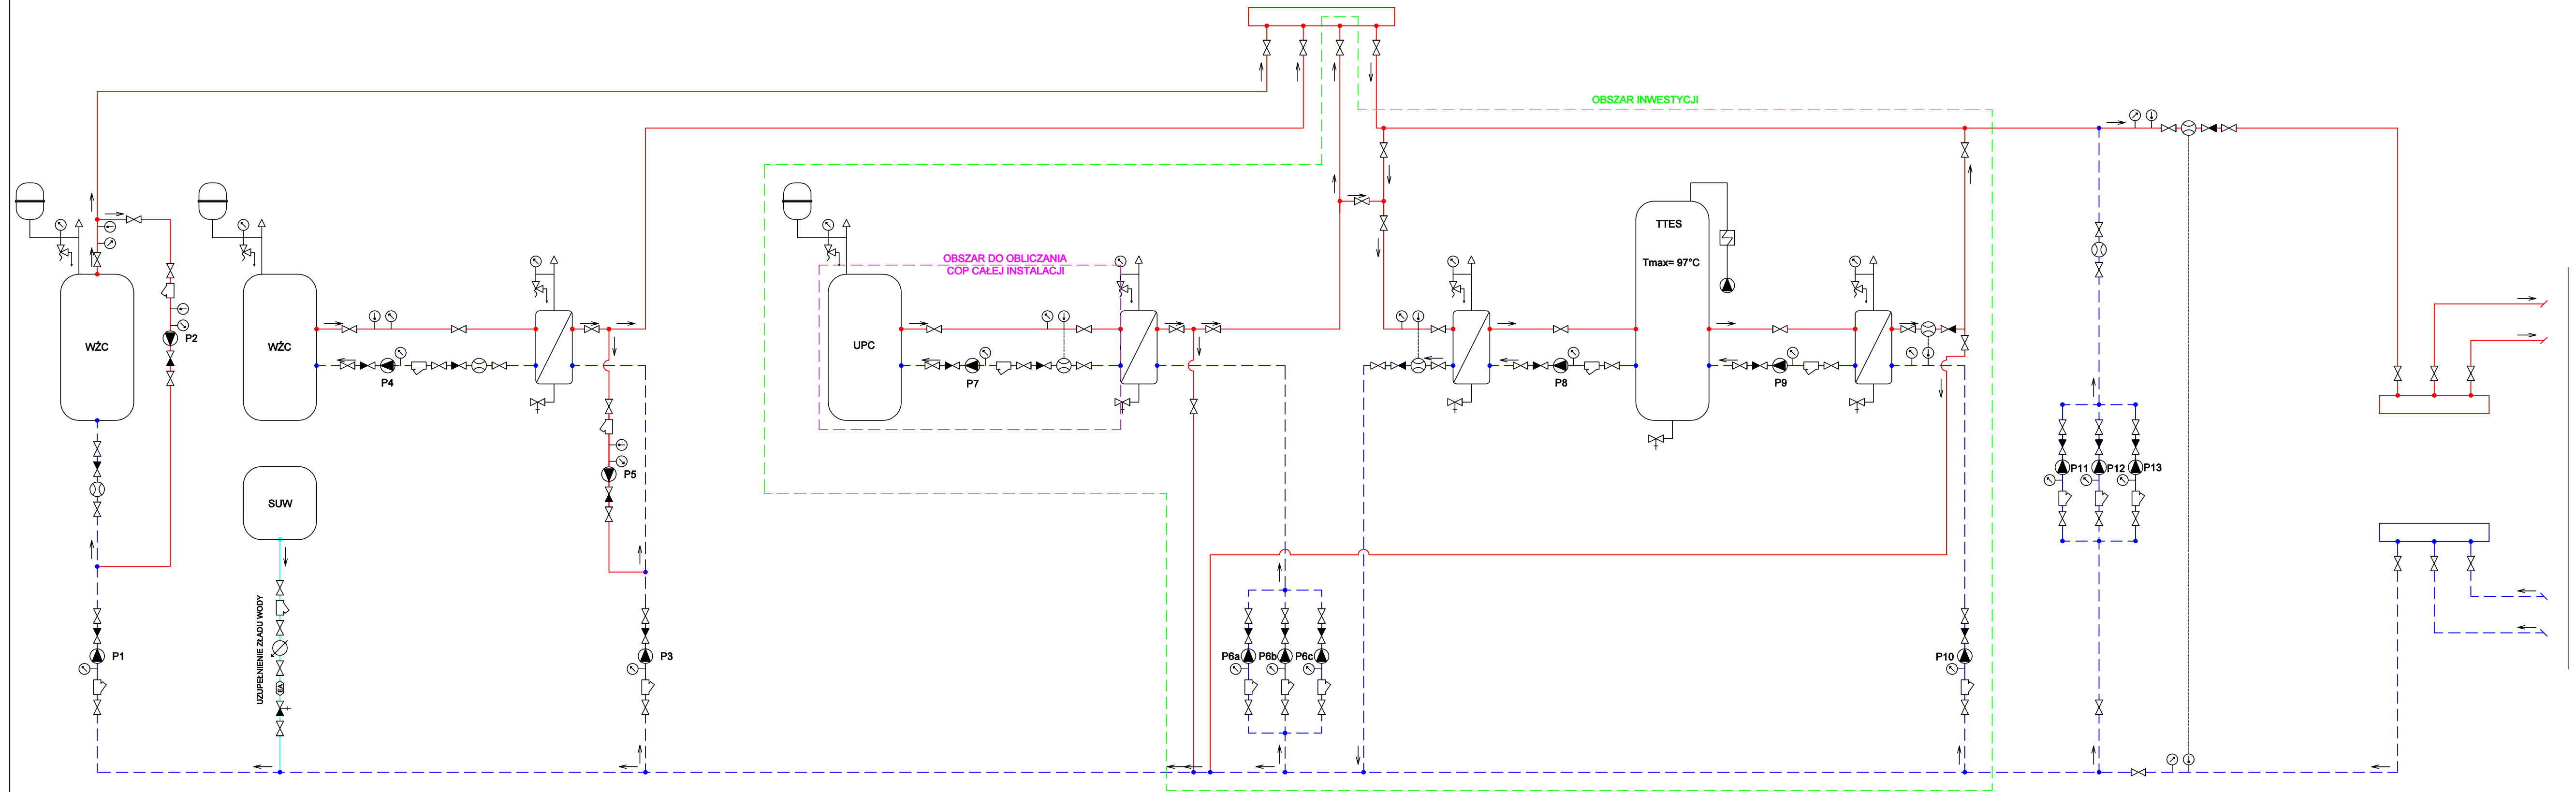 OBSZAR INWESTYCJI
TTES
Tmax= 97°C
OBSZAR DO OBLICZANIA
COP CAŁEJ INSTALACJI
WŻC
P2
WŻC
UPC
P4
P7
P8
P9
P5
P11
P12
P13
SUW
UZUPEŁNIENIE ZŁADU WODY
EA
P1
P3
P6a
P6b
P6c
P10